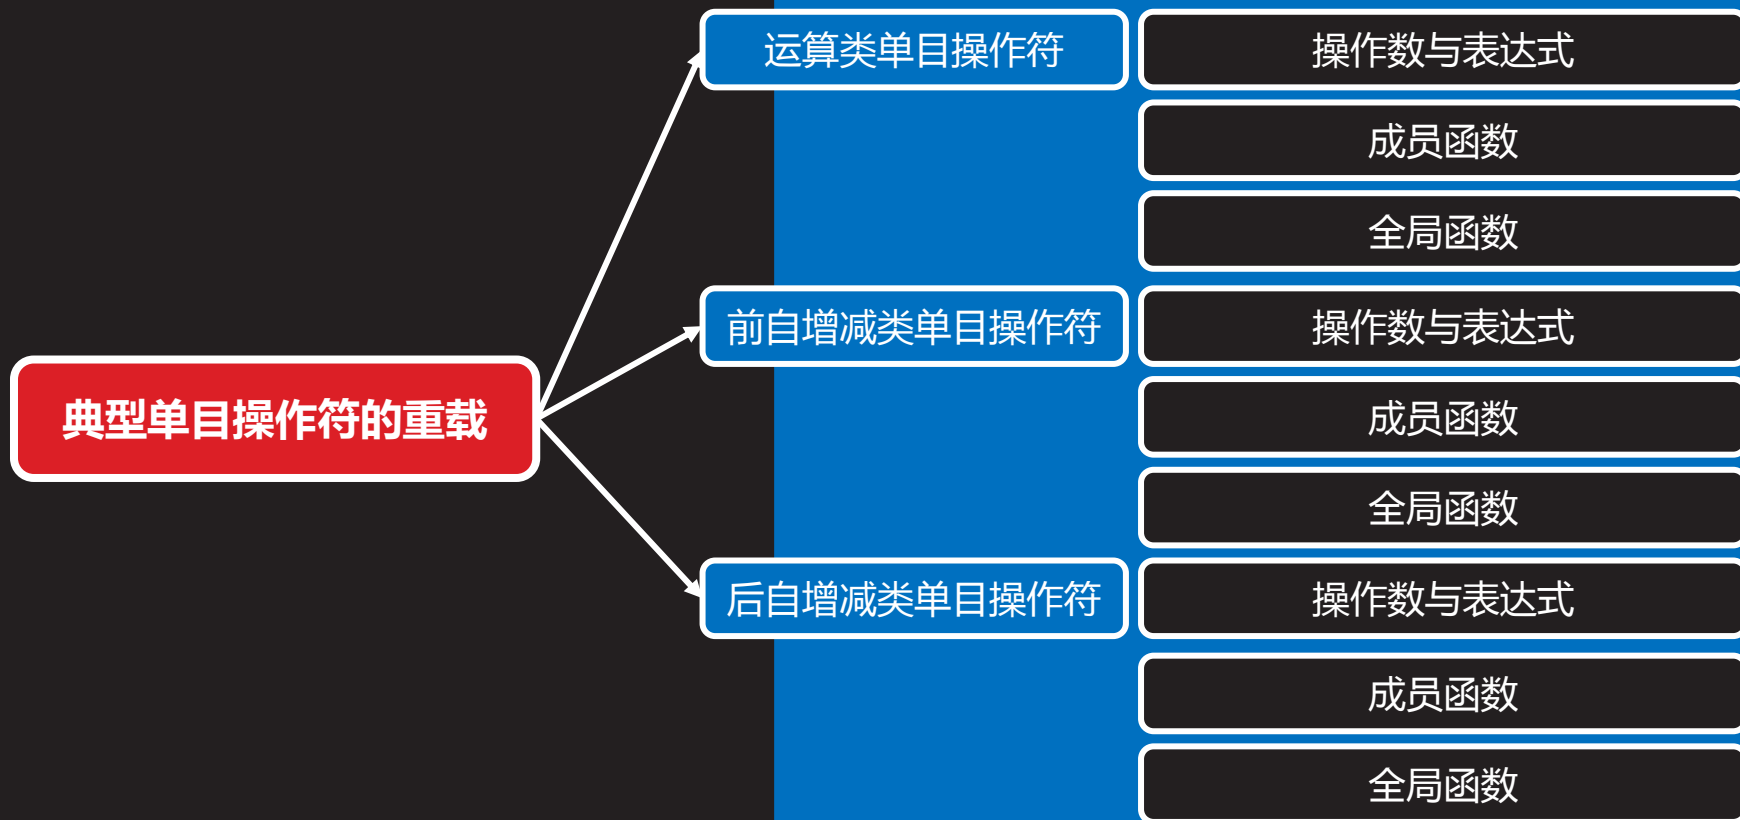 运算类单目操作符
操作数与表达式
成员函数
全局函数
前自增减类单目操作符
操作数与表达式
典型单目操作符的重载
成员函数
全局函数
后自增减类单目操作符
操作数与表达式
成员函数
全局函数